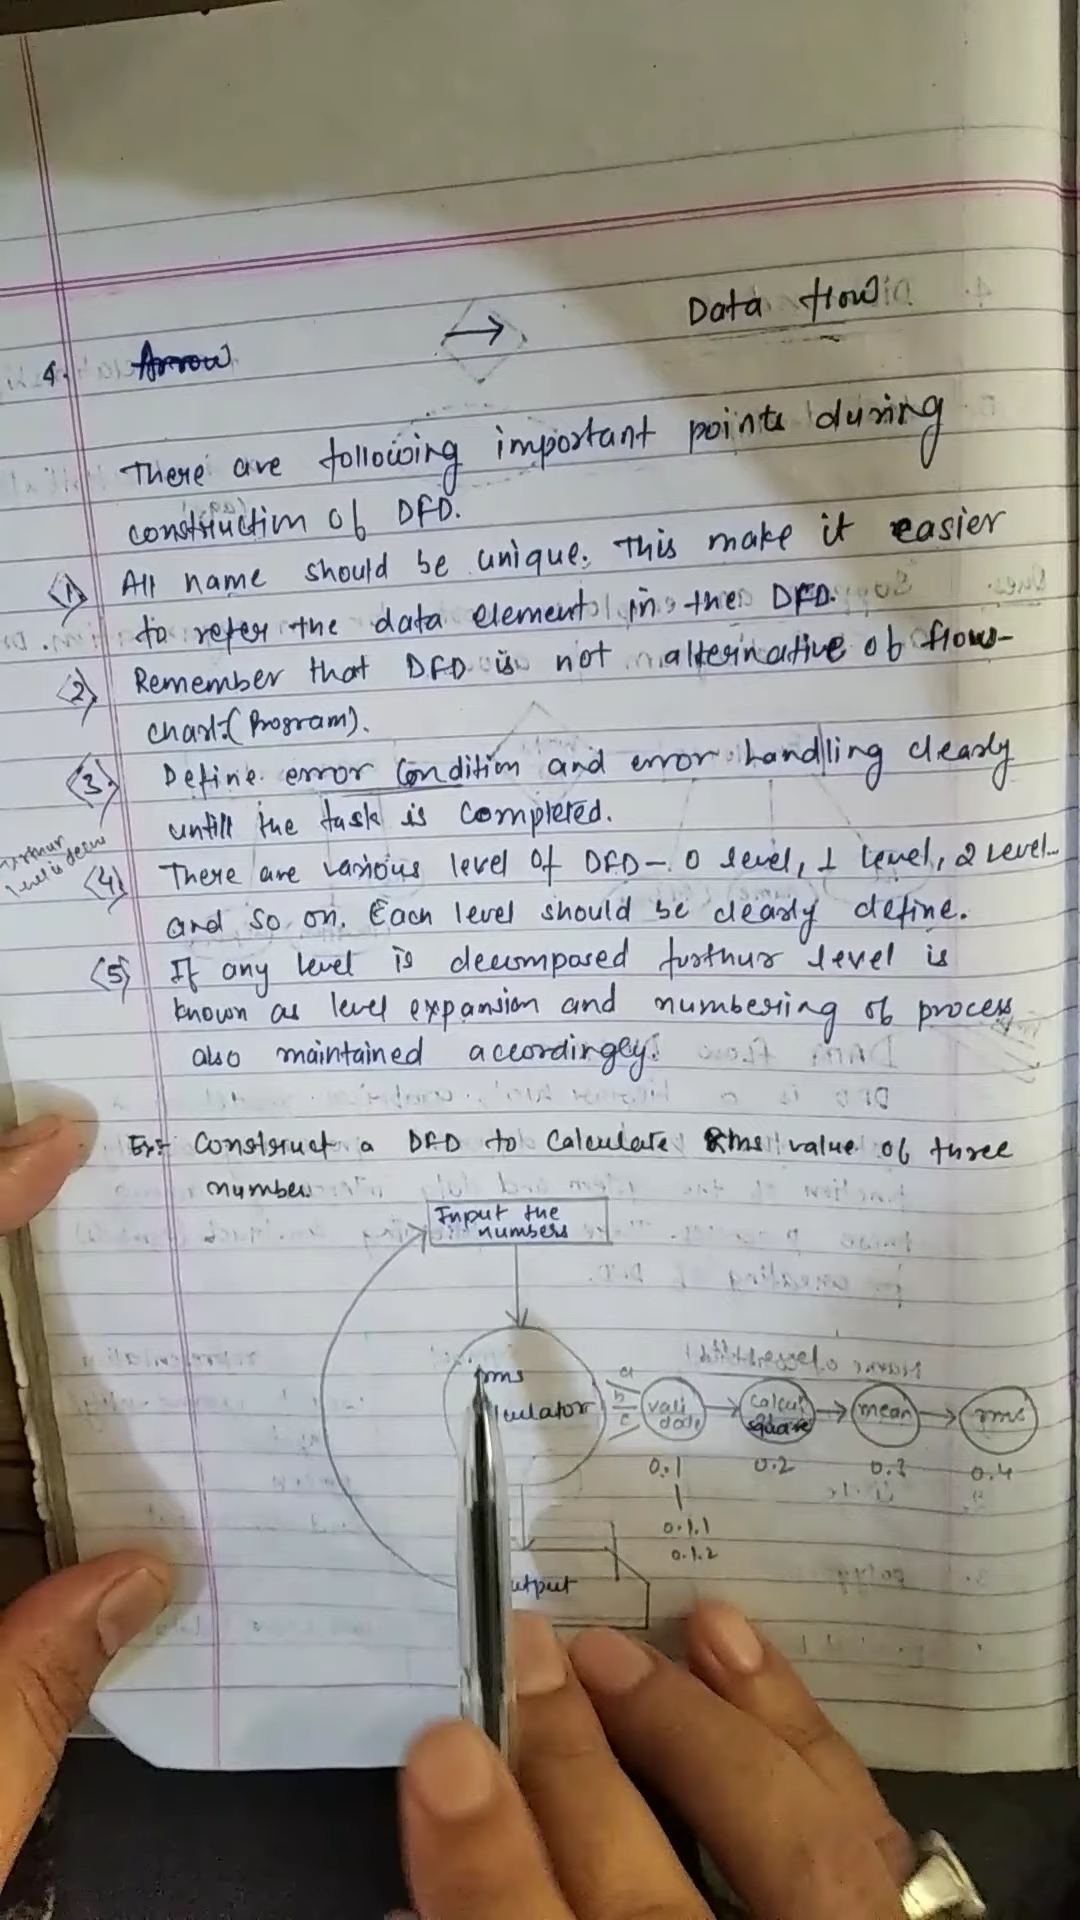 4. Arrow → Data flow
There are following important points during
construction of DFD.
(1) All name should be unique. This make it easier
to refer the data element in the DFD.
(2) Remember that DFD is not alternative of flow-
chart (Program).
(3) Define error condition and error handling clearly
untill the task is completed.
(4) There are various level of DFD - 0 level, 1 level, 2 level..
and so on. Each level should be clearly define.
(5) If any level is decomposed furthur level is
known as level expansion and numbering of process
also maintained accordingly.
Ex:- Construct a DFD to Calculate Rms value of three
number
Input the
numbers
rms
lculator
a
b
c
vali
date
calcul
square
mean
rms
0.1 0.2 0.3 0.4
0.1.1
0.1.2
utput